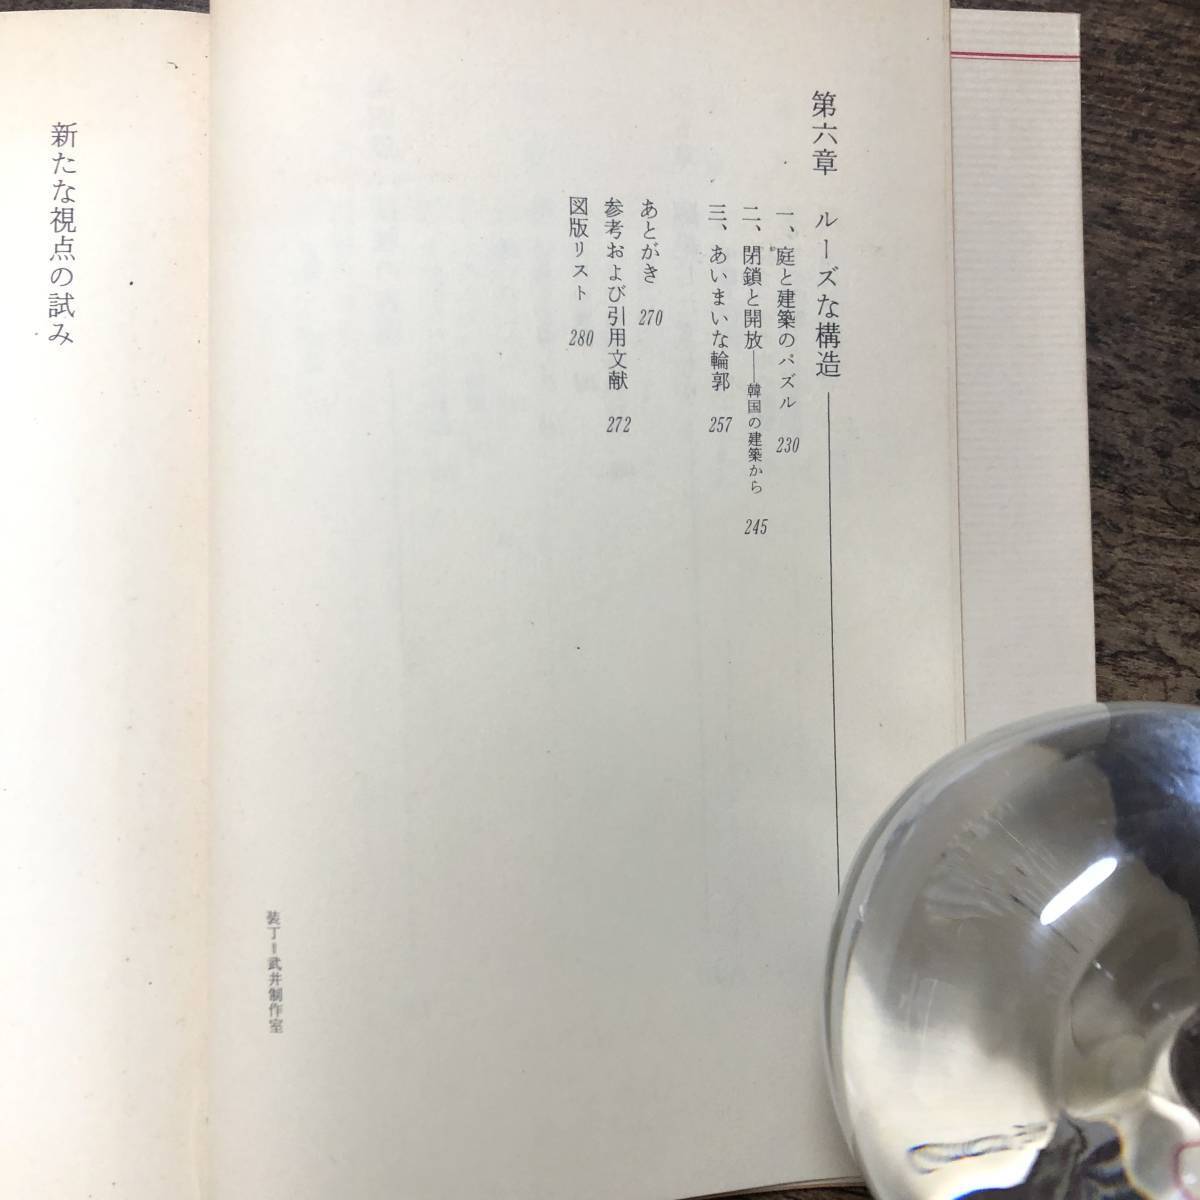 第六章　ルーズな構造
一、庭と建築のパズル　230
二、閉鎖と開放──韓国の建築から　245
三、あいまいな輪郭　257
あとがき　270
参考および引用文献　272
図版リスト　280
装丁＝武井制作室
新たな視点の試み